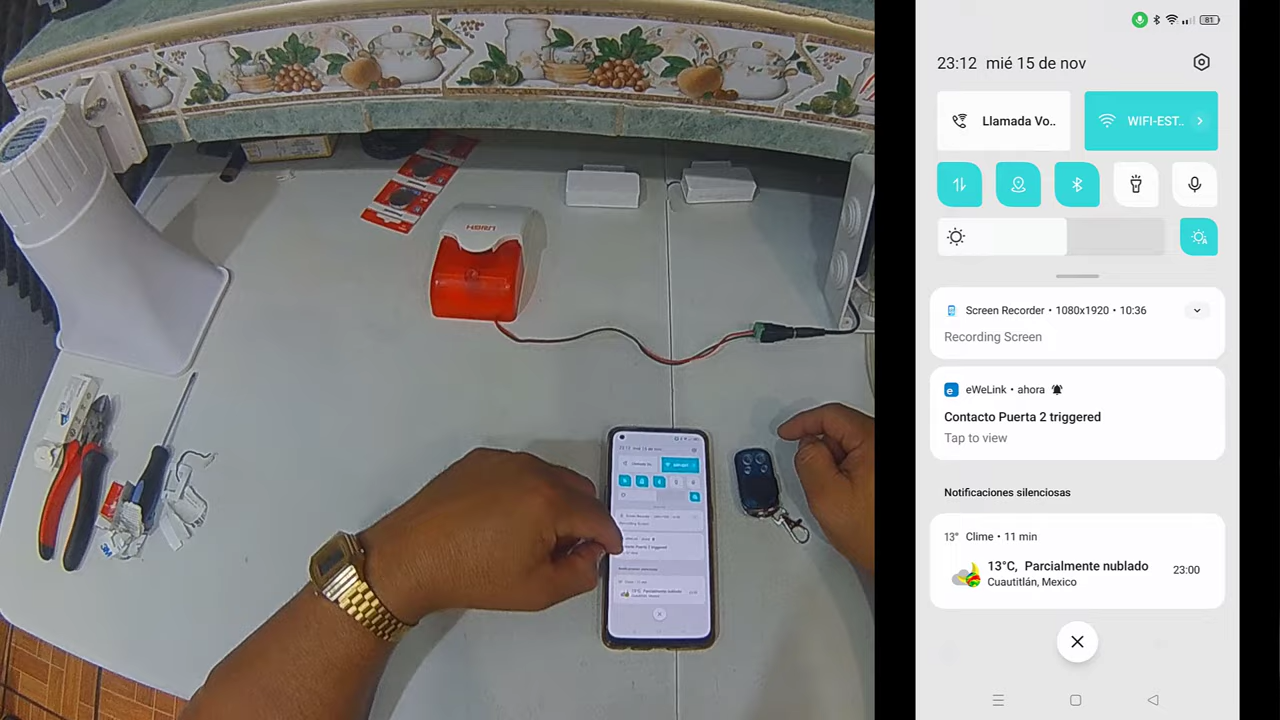 23:12 mié 15 de nov
81
Llamada Vo..
WIFI-EST..
Screen Recorder • 1080x1920 • 10:36
Recording Screen
eWeLink • ahora
Contacto Puerta 2 triggered
Tap to view
Notificaciones silenciosas
13° Clime • 11 min
13°C, Parcialmente nublado
23:00
Cuautitlán, Mexico